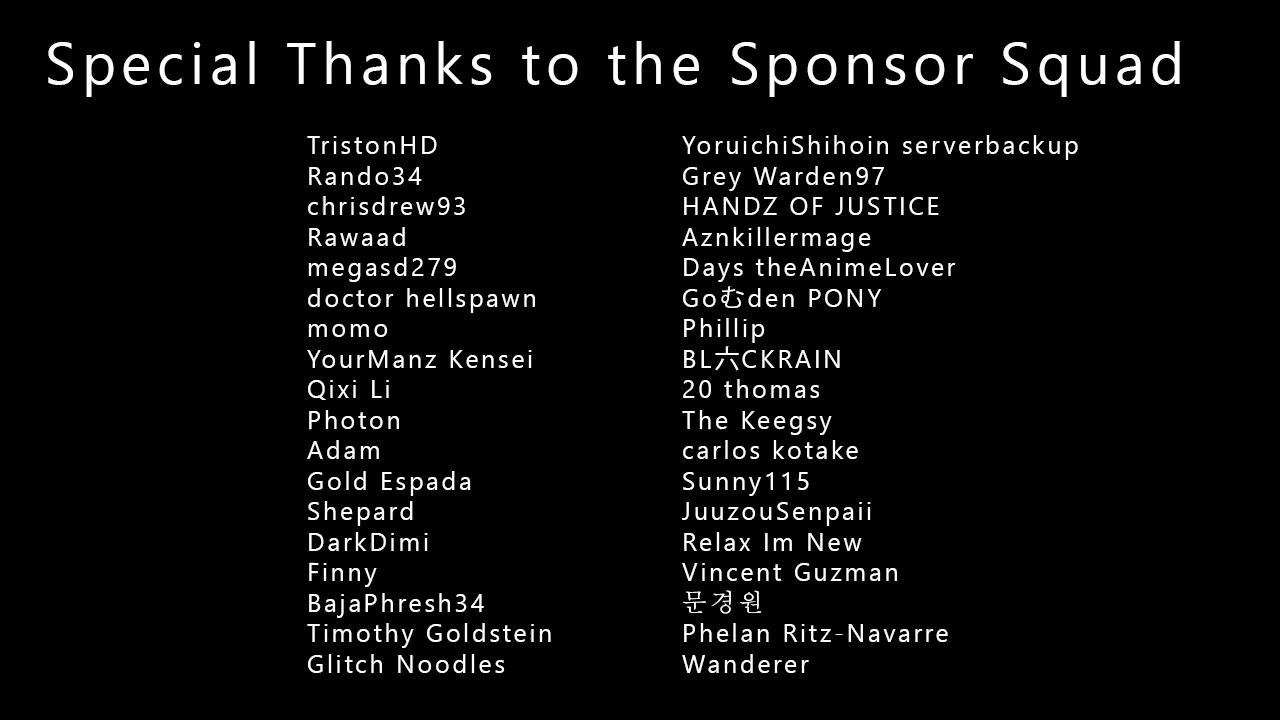 Special Thanks to the Sponsor Squad
TristonHD
Rando34
chrisdrew93
Rawaad
megasd279
doctor hellspawn
momo
YourManz Kensei
Qixi Li
Photon
Adam
Gold Espada
Shepard
DarkDimi
Finny
BajaPhresh34
Timothy Goldstein
Glitch Noodles
YoruichiShihoin serverbackup
Grey Warden97
HANDZ OF JUSTICE
Aznkillermage
Days theAnimeLover
Goむden PONY
Phillip
BL六CKRAIN
20 thomas
The Keegsy
carlos kotake
Sunny115
JuuzouSenpaii
Relax Im New
Vincent Guzman
문경원
Phelan Ritz-Navarre
Wanderer